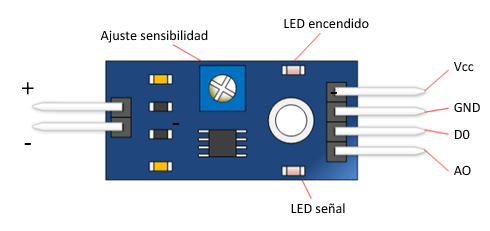 LED encendido
Ajuste sensibilidad
Vcc
+
GND
D0
-
AO
LED señal